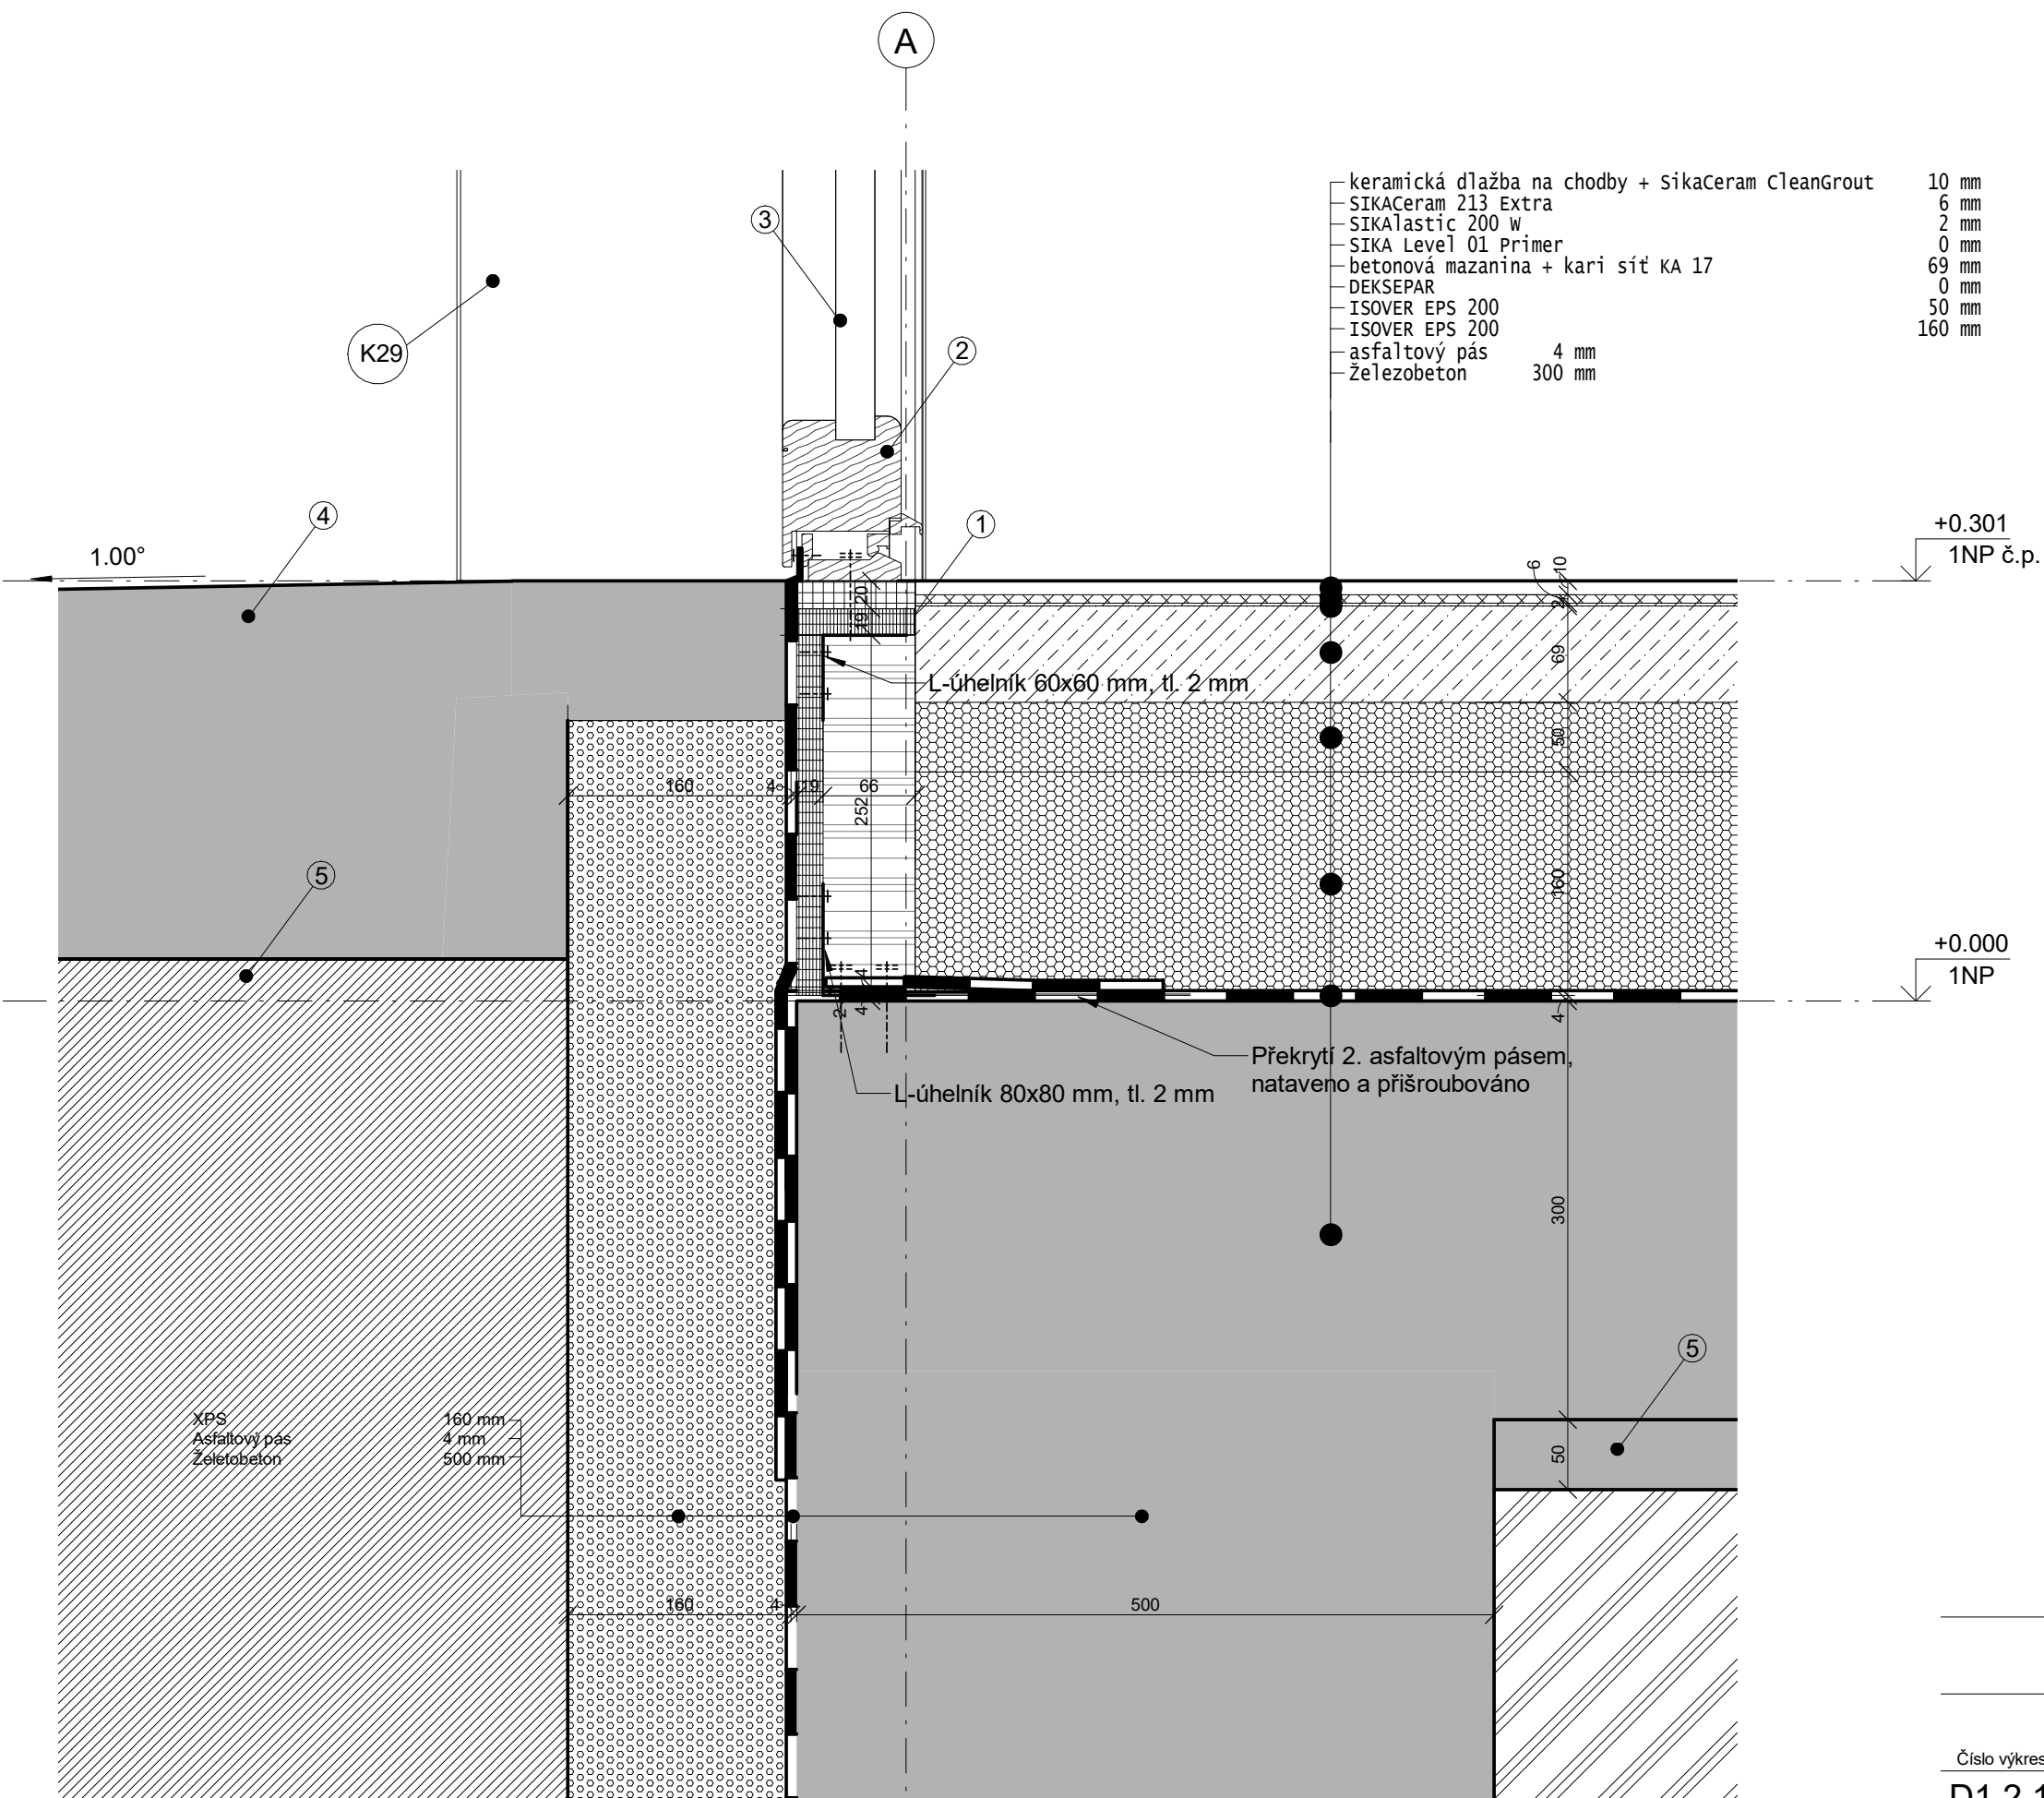 A
keramická dlažba na chodby + SikaCeram CleanGrout 10 mm
SIKACeram 213 Extra 6 mm
SIKAlastic 200 W 2 mm
SIKA Level 01 Primer 0 mm
betonová mazanina + kari síť KA 17 69 mm
DEKSEPAR 0 mm
ISOVER EPS 200 50 mm
ISOVER EPS 200 160 mm
asfaltový pás 4 mm
Železobeton 300 mm
3
K29
2
4
1
+0.301
1NP č.p.
1.00°
6
10
2
20
19
69
L-úhelník 60x60 mm, tl. 2 mm
50
160
4
19
66
252
5
160
+0.000
1NP
4
2
4
4
Překrytí 2. asfaltovým pásem,
nataveno a přišroubováno
L-úhelník 80x80 mm, tl. 2 mm
300
5
XPS 160 mm
Asfaltový pás 4 mm
Želetobeton 500 mm
50
160
4
500
Číslo výkres
D1.2.1